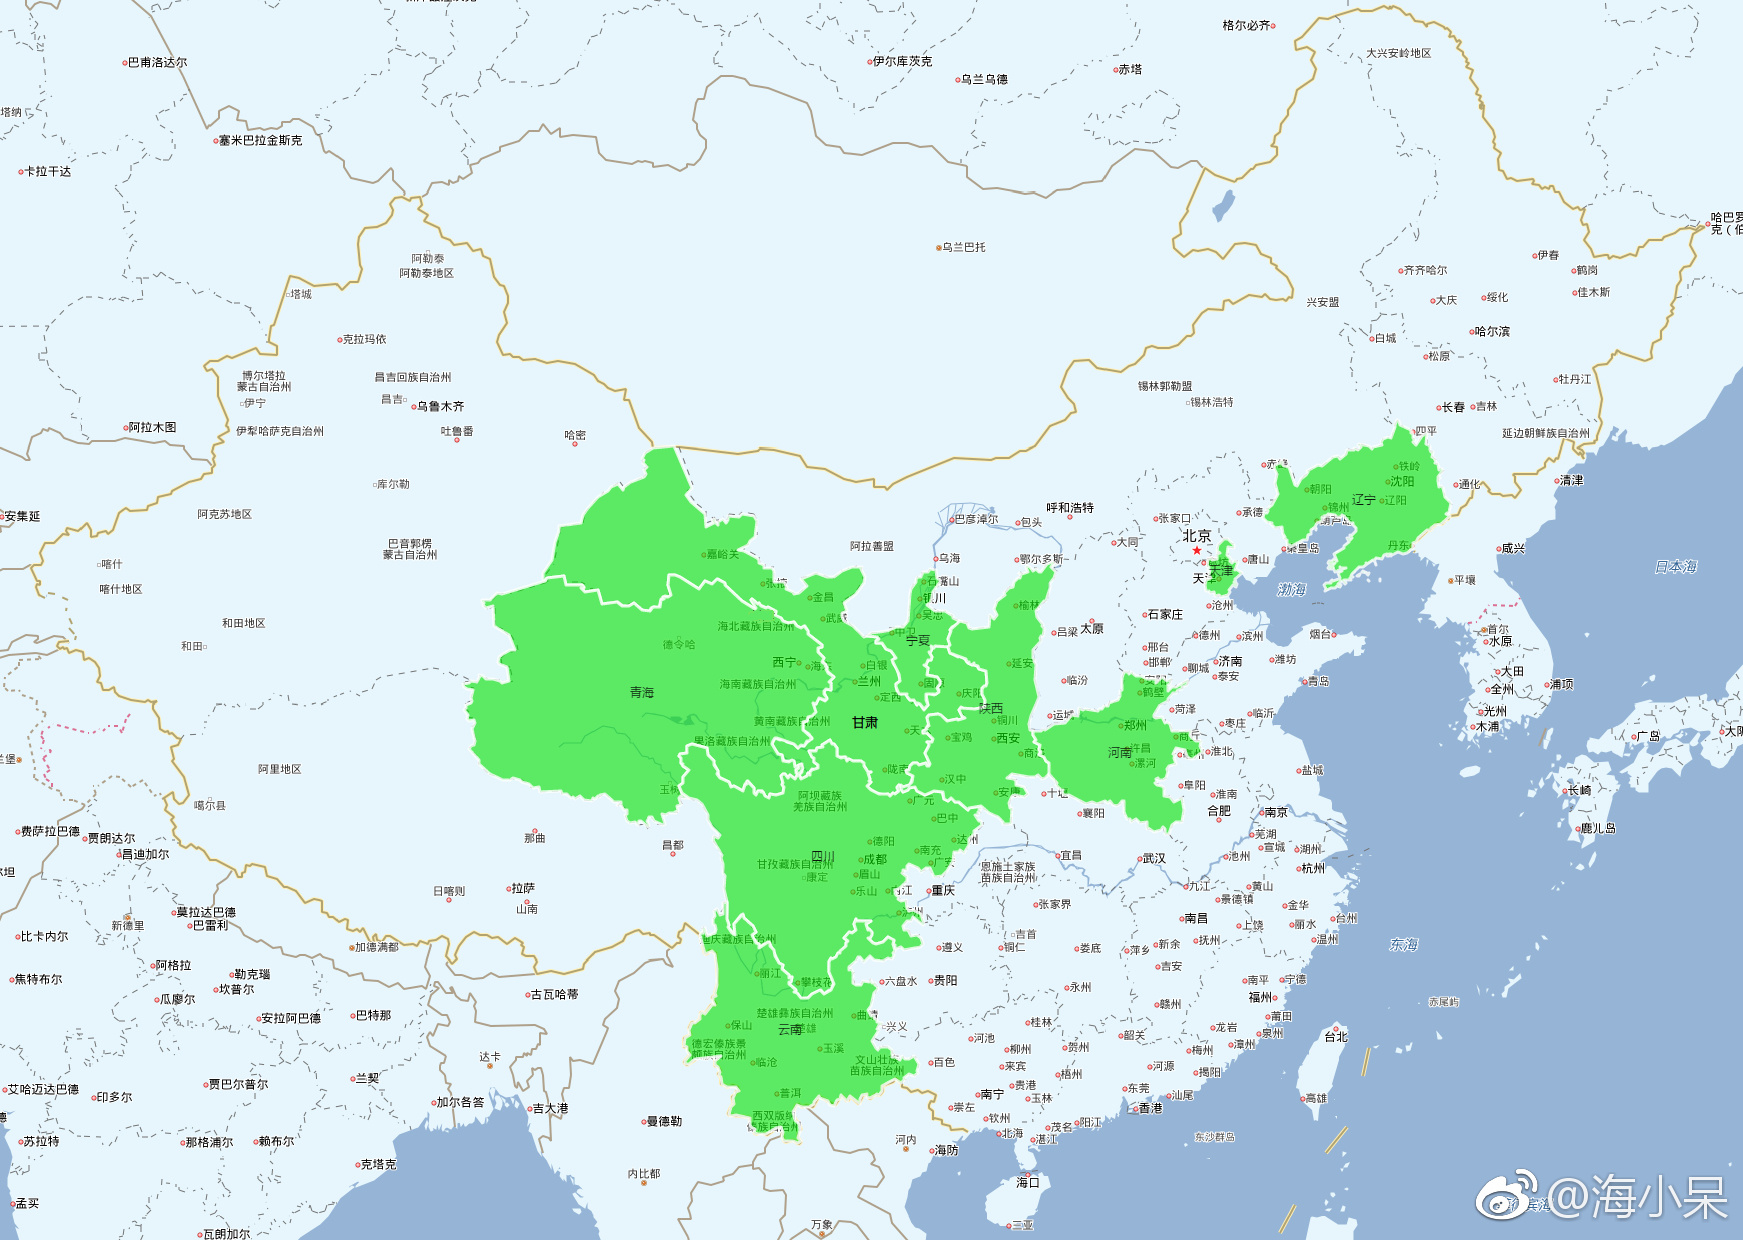 格尔必齐
大兴安岭地区
巴甫洛达尔
伊尔库茨克
乌兰乌德
赤塔
塔纳
塞米巴拉金斯克
卡拉干达
哈巴罗
克（伯
乌兰巴托
阿勒泰
阿勒泰地区
伊春
齐齐哈尔
鹤岗
塔城
兴安盟
大庆
绥化
佳木斯
克拉玛依
白城
哈尔滨
松原
博尔塔拉
蒙古自治州
昌吉回族自治州
锡林郭勒盟
牡丹江
伊宁
昌吉
乌鲁木齐
锡林浩特
长春
吉林
阿拉木图
伊犁哈萨克自治州
吐鲁番
哈密
四平
延边朝鲜族自治州
铁岭
库尔勒
朝阳
沈阳
通化
清津
辽宁
辽阳
安集延
阿克苏地区
呼和浩特
锦州
承德
张家口
巴彦淖尔
包头
葫芦岛
北京
巴音郭楞
蒙古自治州
大同
阿拉善盟
丹东
秦皇岛
咸兴
嘉峪关
乌海
鄂尔多斯
唐山
喀什
喀什地区
天津
日本海
石嘴山
平壤
渤海
金昌
银川
榆林
沧州
武威
吴忠
石家庄
和田地区
海北藏族自治州
中卫
吕梁
太原
德州
滨州
烟台
首尔
水原
宁夏
和田
德令哈
邢台
西宁
海东
白银
延安
邯郸
聊城
济南
潍坊
大田
泰安
青海
海南藏族自治州
兰州
固原
临汾
青岛
全州
浦项
定西
庆阳
鹤壁
陕西
菏泽
临沂
光州
黄南藏族自治州
甘肃
铜川
运城
郑州
枣庄
木浦
广岛
果洛藏族自治州
宝鸡
西安
河南
许昌
淮北
商丘
漯河
阿里地区
陇南
汉中
盐城
玉树
安康
十堰
阜阳
淮南
长崎
阿坝藏族
羌族自治州
广元
噶尔县
襄阳
合肥
南京
巴中
鹿儿岛
费萨拉巴德
贾朗达尔
那曲
昌都
德阳
达州
芜湖
宣城
湖州
昌迪加尔
四川
成都
南充
宜昌
武汉
池州
杭州
甘孜藏族自治州
广安
恩施土家族
苗族自治州
康定
眉山
日喀则
拉萨
乐山
内江
重庆
九江
黄山
景德镇
山南
张家界
金华
莫拉达巴德
南昌
台州
新德里
巴雷利
上饶
丽水
比卡内尔
迪庆藏族自治州
吉首
抚州
温州
加德满都
遵义
铜仁
娄底
萍乡
新余
东海
阿格拉
吉安
焦特布尔
勒克瑙
丽江
攀枝花
六盘水
贵阳
南平
宁德
坎普尔
永州
瓜廖尔
古瓦哈蒂
福州
赤尾屿
赣州
楚雄彝族自治州
曲靖
莆田
安拉阿巴德
巴特那
保山
云南
楚雄
兴义
桂林
龙岩
泉州
台北
河池
韶关
德宏傣族景
颇族自治州
玉溪
柳州
贺州
梅州
漳州
达卡
临沧
文山壮族
苗族自治州
百色
来宾
河源
揭阳
兰契
梧州
艾哈迈达巴德
贾巴尔普尔
普洱
南宁
贵港
东莞
印多尔
玉林
汕尾
高雄
加尔各答
吉大港
崇左
香港
西双版纳
傣族自治州
曼德勒
钦州
茂名
阳江
苏拉特
那格浦尔
赖布尔
北海
湛江
东沙群岛
河内
海防
克塔克
内比都
海口
孟买
万象
三亚
瓦朗加尔
@海小呆